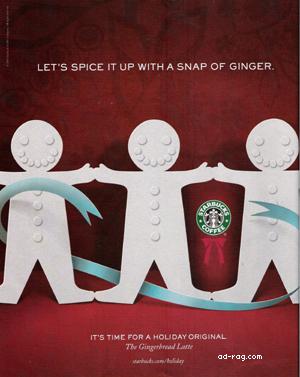 LET'S SPICE IT UP WITH A SNAP OF GINGER.
STARBUCKS
COFFEE
IT'S TIME FOR A HOLIDAY ORIGINAL
The Gingerbread Latte
starbucks.com/holiday
ad-rag.com